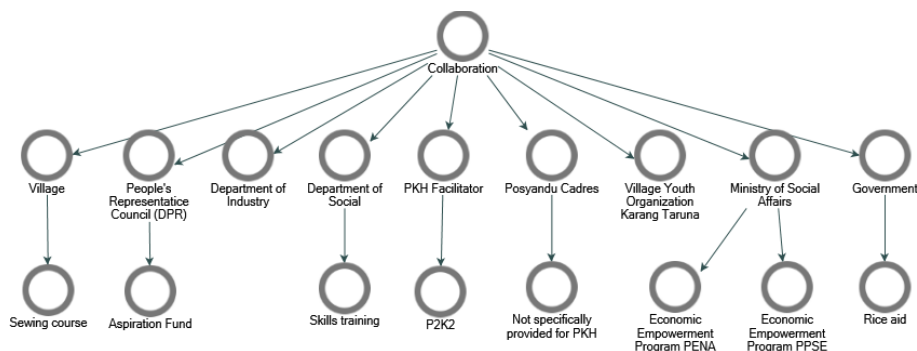 Collaboration
Village
People's
Representatice
Council (DPR)
Department of
Industry
Department of
Social
PKH Facilitator
Posyandu Cadres
Village Youth
Organization
Karang Taruna
Ministry of Social
Affairs
Government
Sewing course
Aspiration Fund
Skills training
P2K2
Not specifically
provided for PKH
Economic
Empowerment
Program PENA
Economic
Empowerment
Program PPSE
Rice aid